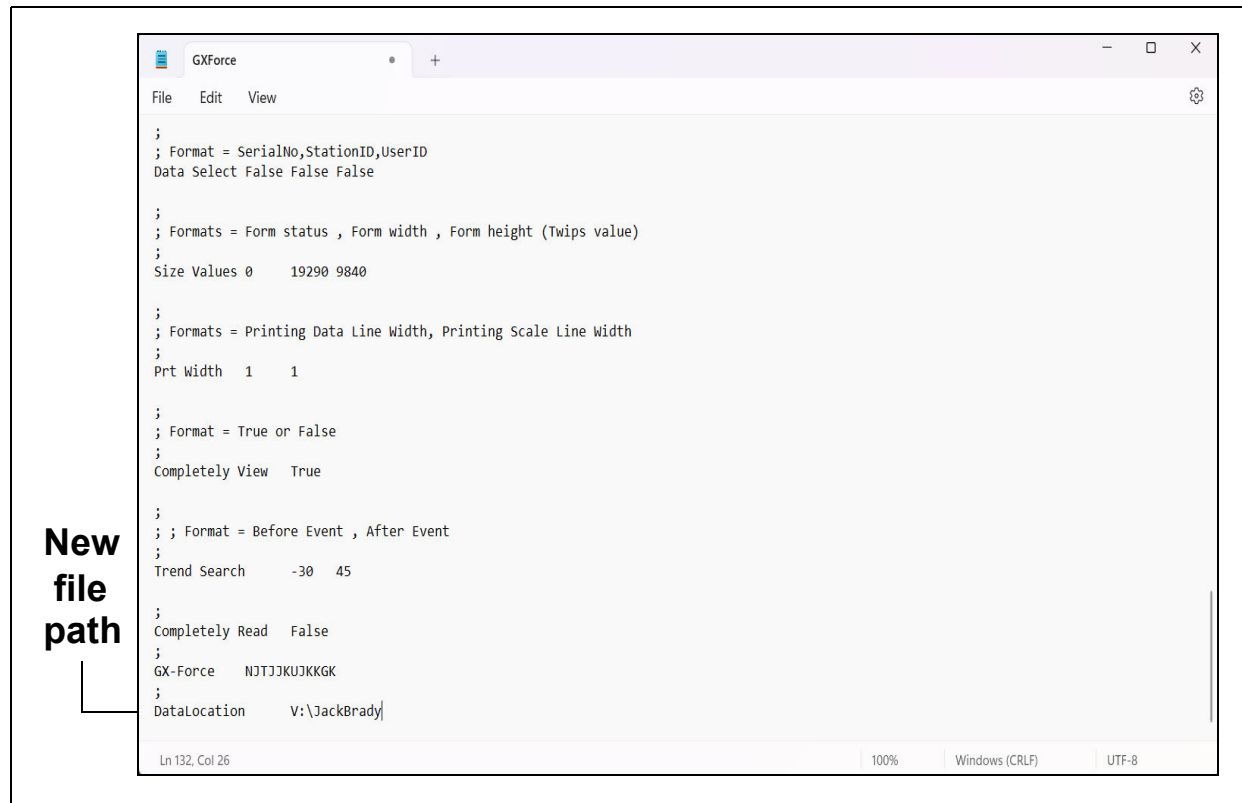 GXForce
File Edit View
;
; Format = SerialNo,StationID,UserID
Data Select False False False
;
; Formats = Form status , Form width , Form height (Twips value)
;
Size Values 0 19290 9840
;
; Formats = Printing Data Line Width, Printing Scale Line Width
;
Prt Width 1 1
;
; Format = True or False
;
Completely View True
;
; ; Format = Before Event , After Event
;
Trend Search -30 45
;
Completely Read False
;
GX-Force NJTJJKUJKKGK
;
DataLocation V:\JackBrady
New
file
path
Ln 132, Col 26 100% Windows (CRLF) UTF-8